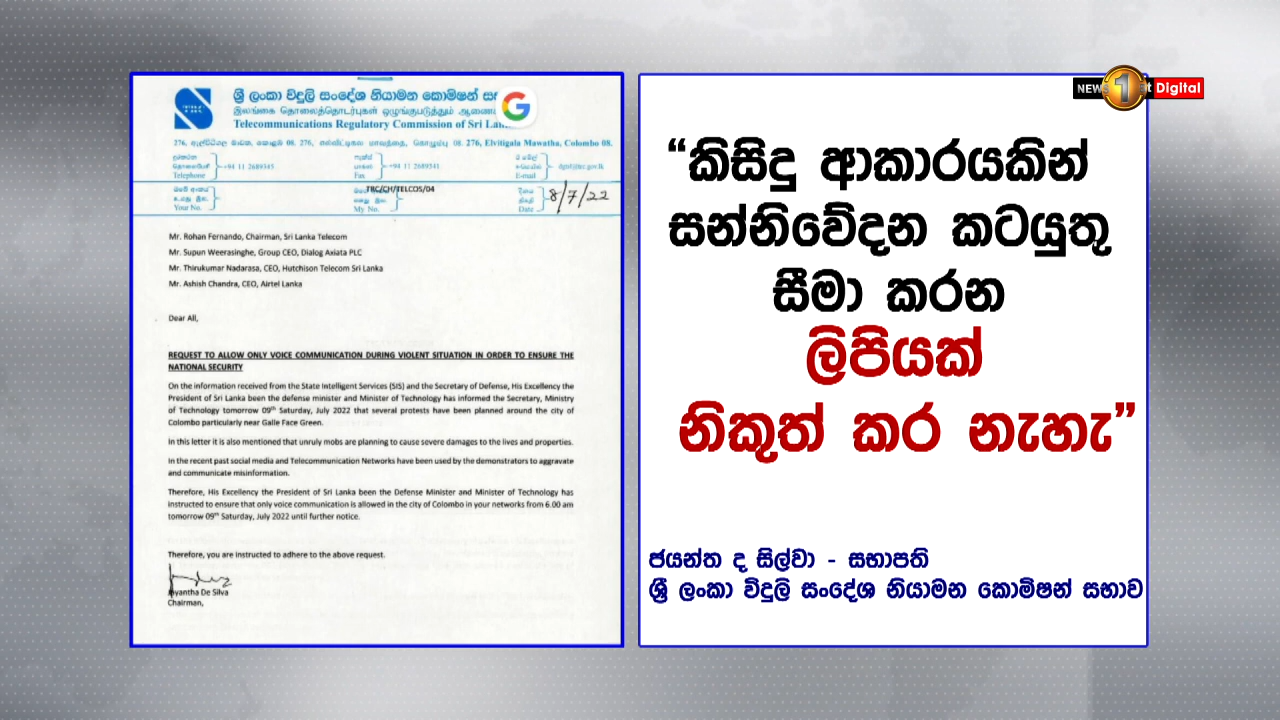 ශ්‍රී ලංකා විදුලි සංදේශ නියාමන කොමිෂන් සභ
இலங்கை தொலைத்தொடர்புகள் ஒழுங்குபடுத்தும்
Telecommunications Regulatory Commission of Sri Lan
276, Elvitigala Mawatha, Colombo 08.
Telephone +94 11 2689345
Fax +94 11 2689341
E-mail
Your No.
My No. TRC/CH/TELCOS/04
Date 8/7/22
Mr. Rohan Fernando, Chairman, Sri Lanka Telecom
Mr. Supun Weerasinghe, Group CEO, Dialog Axiata PLC
Mr. Thirukumar Nadarasa, CEO, Hutchison Telecom Sri Lanka
Mr. Ashish Chandra, CEO, Airtel Lanka
Dear All,
REQUEST TO ALLOW ONLY VOICE COMMUNICATION DURING VIOLENT SITUATION IN ORDER TO ENSURE THE
NATIONAL SECURITY
On the information received from the State Intelligent Services (SIS) and the Secretary of Defense, His Excellency the
President of Sri Lanka been the defense minister and Minister of Technology has informed the Secretary, Ministry
of Technology tomorrow 09th Saturday, July 2022 that several protests have been planned around the city of
Colombo particularly near Galle Face Green.
In this letter it is also mentioned that unruly mobs are planning to cause severe damages to the lives and properties.
In the recent past social media and Telecommunication Networks have been used by the demonstrators to aggravate
and communicate misinformation.
Therefore, His Excellency the President of Sri Lanka been the Defense Minister and Minister of Technology has
instructed to ensure that only voice communication is allowed in the city of Colombo in your networks from 6.00 am
tomorrow 09th Saturday, July 2022 until further notice.
Therefore, you are instructed to adhere to the above request.
Jayantha De Silva
Chairman,
NEWS 1st Digital
“කිසිදු ආකාරයකින්
සන්නිවේදන කටයුතු
සීමා කරන
ලිපියක්
නිකුත් කර නැහැ”
ජයන්ත ද සිල්වා - සභාපති
ශ්‍රී ලංකා විදුලි සංදේශ නියාමන කොමිෂන් සභාව